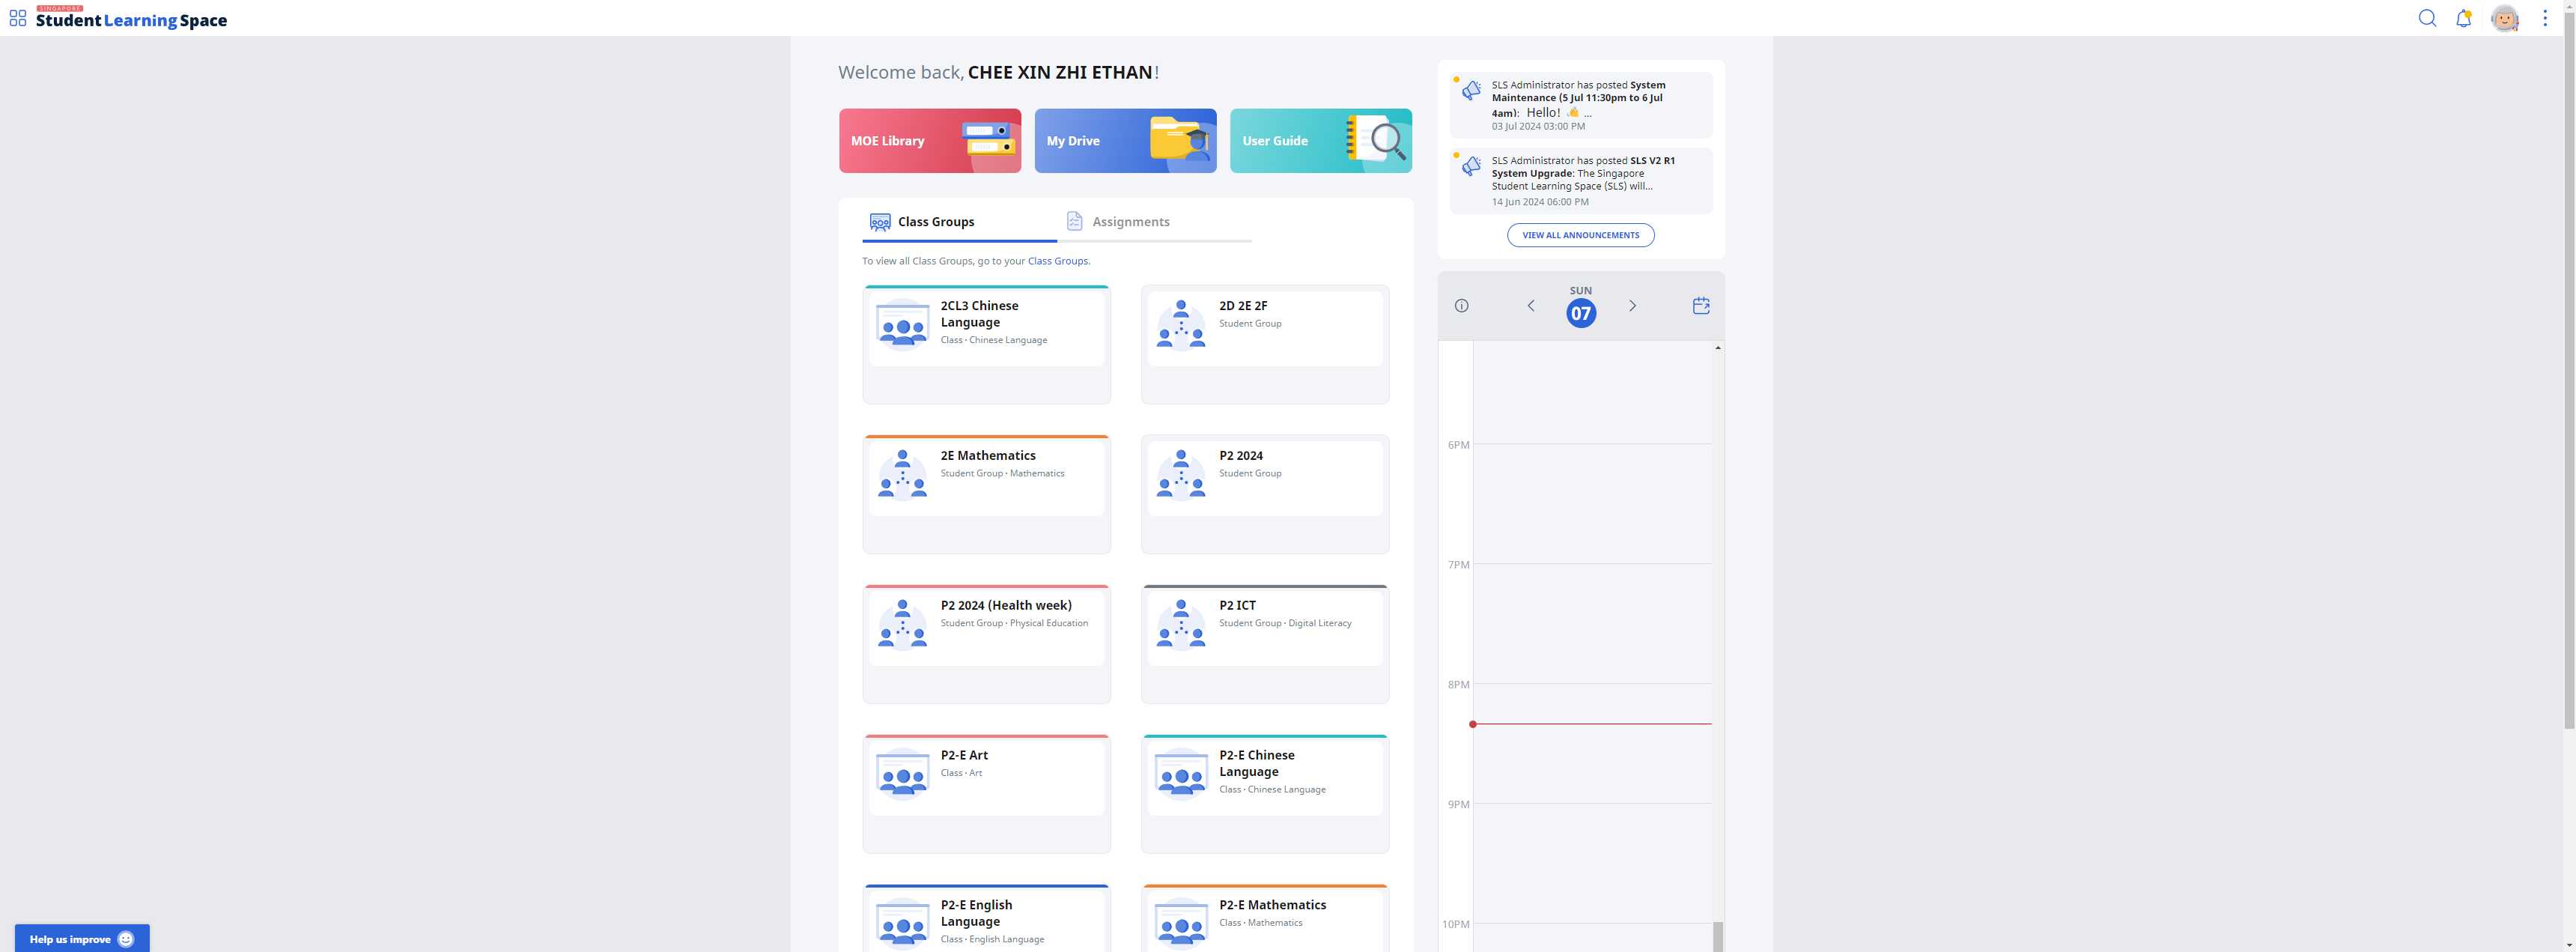 SINGAPORE
Student Learning Space
Welcome back, CHEE XIN ZHI ETHAN!
MOE Library
My Drive
User Guide
Class Groups
Assignments
To view all Class Groups, go to your Class Groups.
2CL3 Chinese
Language
Class · Chinese Language
2D 2E 2F
Student Group
2E Mathematics
Student Group · Mathematics
P2 2024
Student Group
P2 2024 (Health week)
Student Group · Physical Education
P2 ICT
Student Group · Digital Literacy
P2-E Art
Class · Art
P2-E Chinese
Language
Class · Chinese Language
P2-E English
Language
Class · English Language
P2-E Mathematics
Class · Mathematics
SLS Administrator has posted System
Maintenance (5 Jul 11:30pm to 6 Jul
4am): Hello! 👋 ...
03 Jul 2024 03:00 PM
SLS Administrator has posted SLS V2 R1
System Upgrade: The Singapore
Student Learning Space (SLS) will...
14 Jun 2024 06:00 PM
VIEW ALL ANNOUNCEMENTS
SUN
07
6PM
7PM
8PM
9PM
10PM
Help us improve